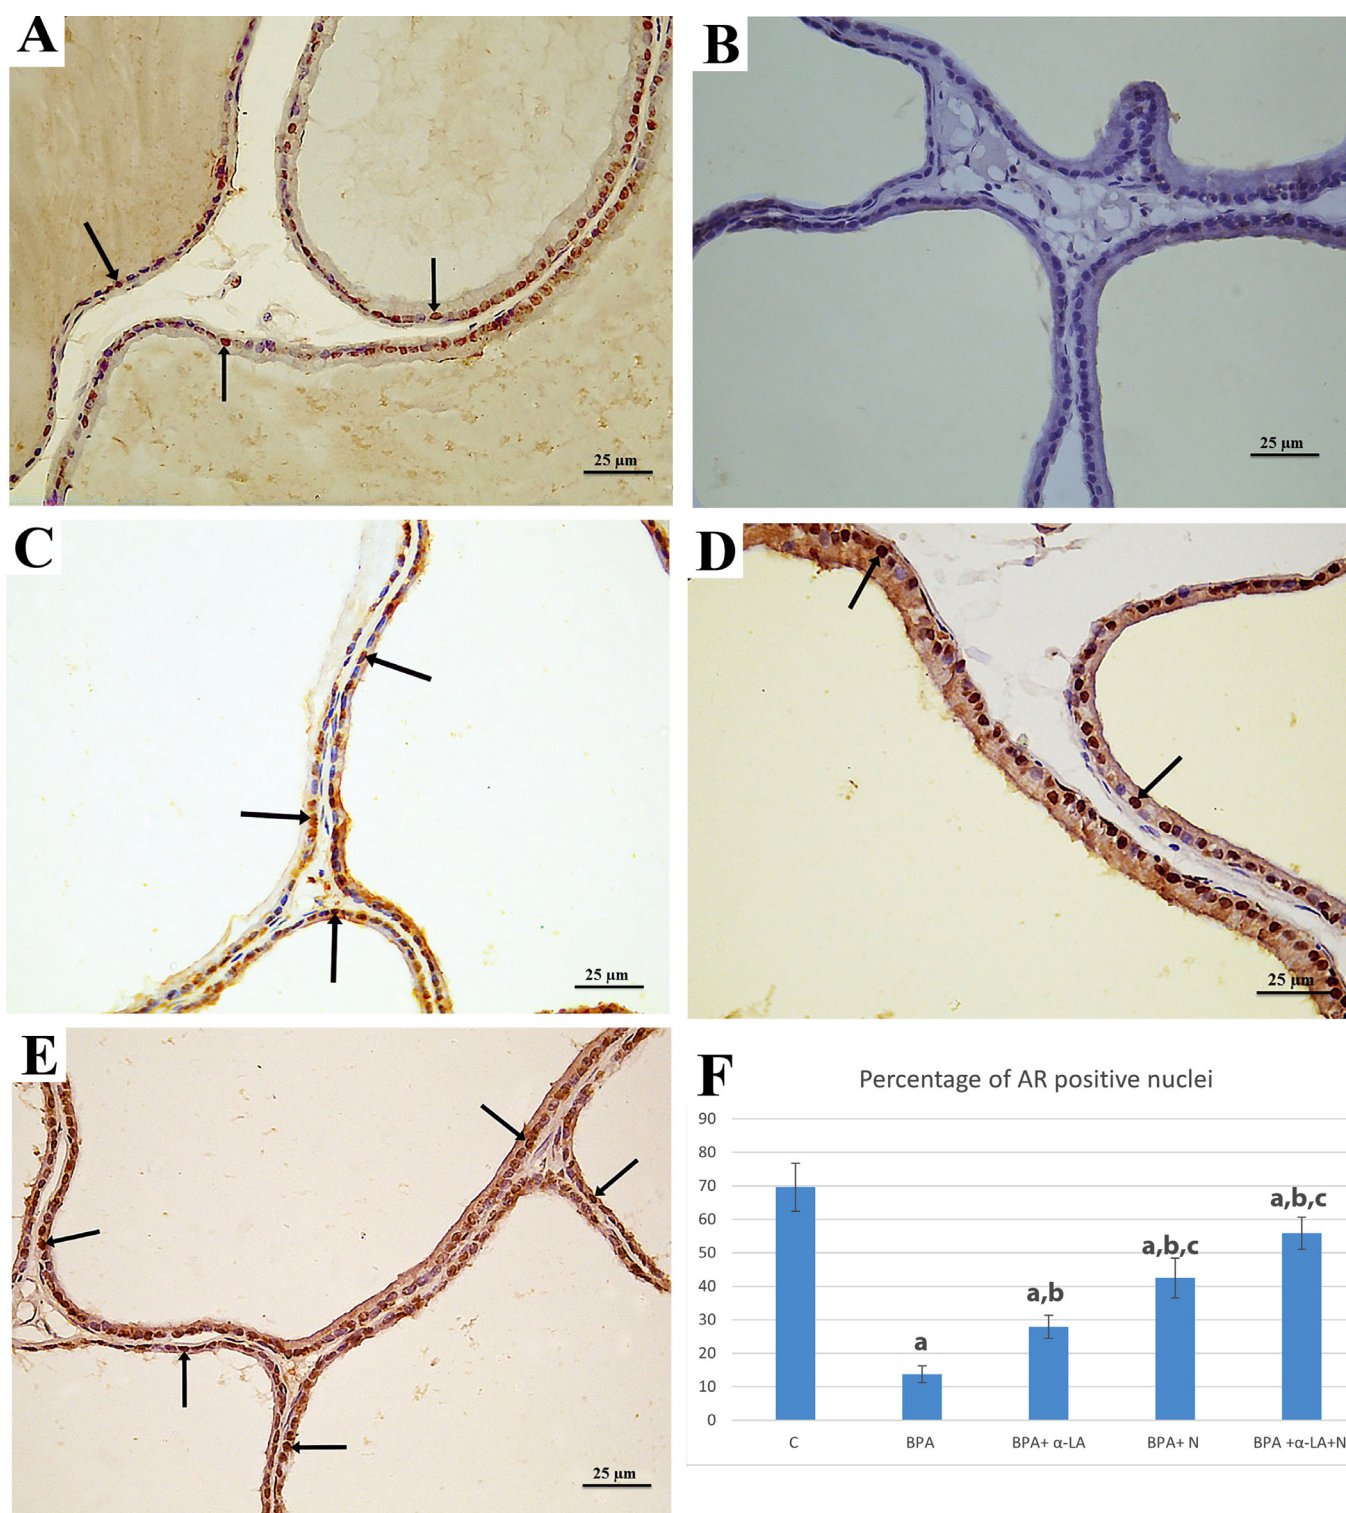 A
25 µm
B
25 µm
C
25 µm
D
25 µm
E
25 µm
F
Percentage of AR positive nuclei
90
80
70
60
50
40
30
20
10
0
a
a,b
a,b,c
a,b,c
C
BPA
BPA+ α-LA
BPA+ N
BPA +α-LA+N